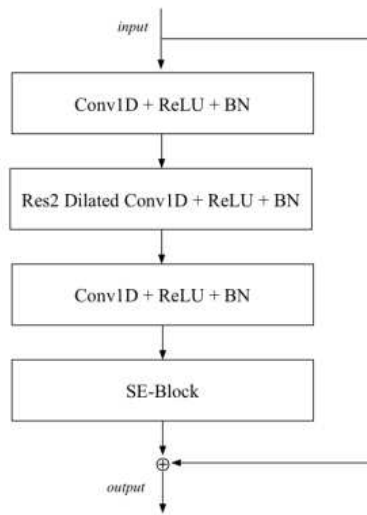 input
Conv1D + ReLU + BN
Res2 Dilated Conv1D + ReLU + BN
Conv1D + ReLU + BN
SE-Block
output